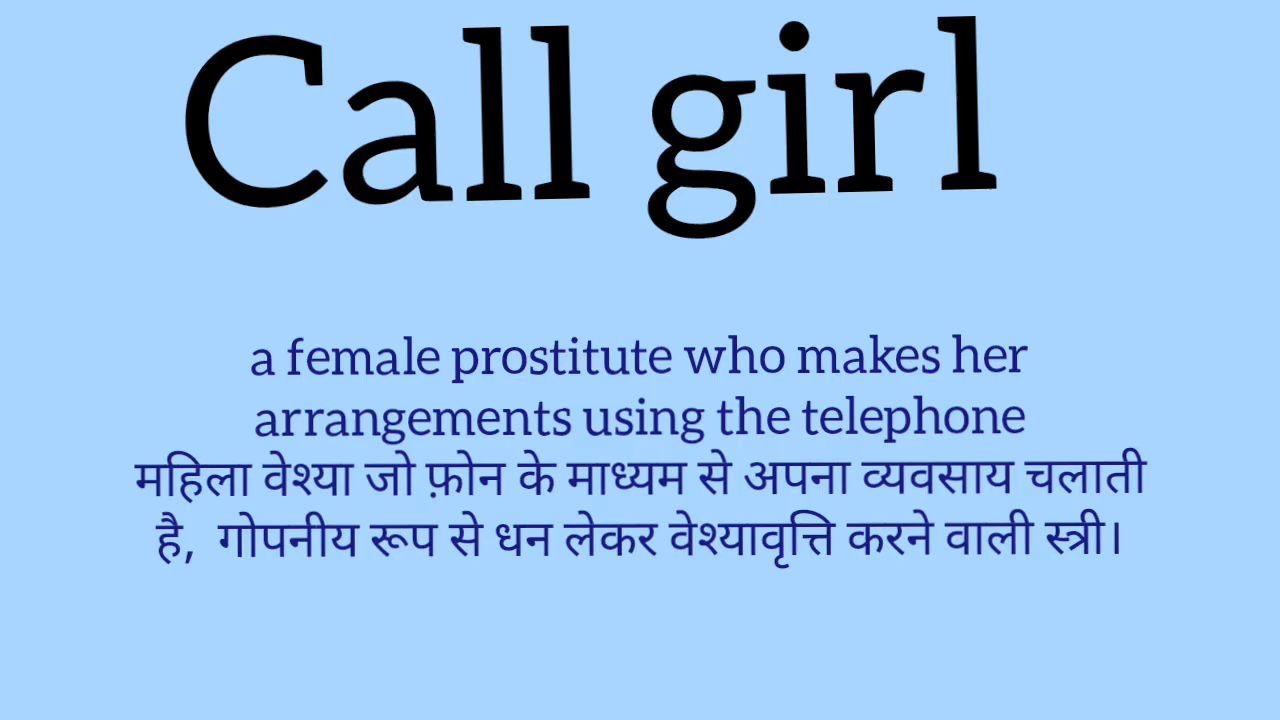 Call girl
a female prostitute who makes her
arrangements using the telephone
महिला वेश्या जो फ़ोन के माध्यम से अपना व्यवसाय चलाती
है, गोपनीय रूप से धन लेकर वेश्यावृत्ति करने वाली स्त्री।